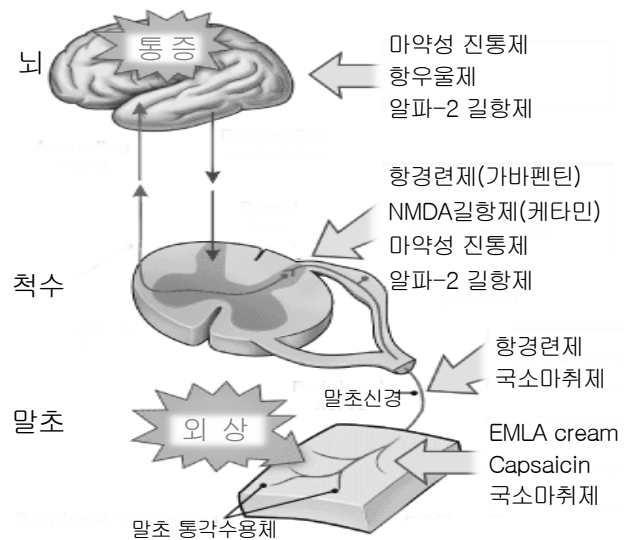 통 증
뇌
마약성 진통제
항우울제
알파-2 길항제
항경련제(가바펜틴)
NMDA길항제(케타민)
마약성 진통제
알파-2 길항제
척수
항경련제
국소마취제
말초신경
말초
외 상
EMLA cream
Capsaicin
국소마취제
말초 통각수용체